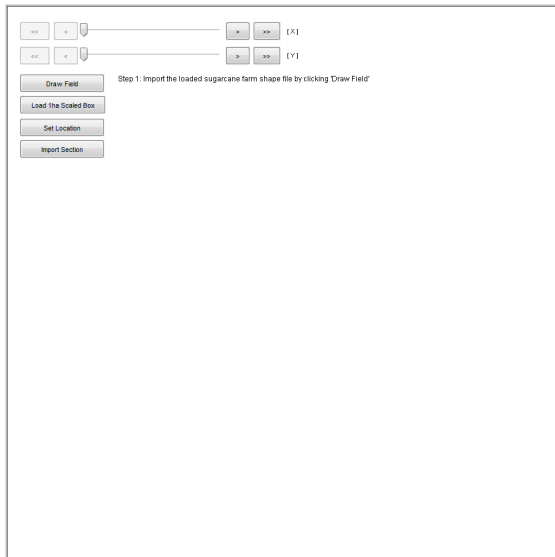 << < > >> [X]
<< < > >> [Y]
Draw Field Step 1: Import the loaded sugarcane farm shape file by clicking 'Draw Field'
Load 1ha Scaled Box
Set Location
Import Section